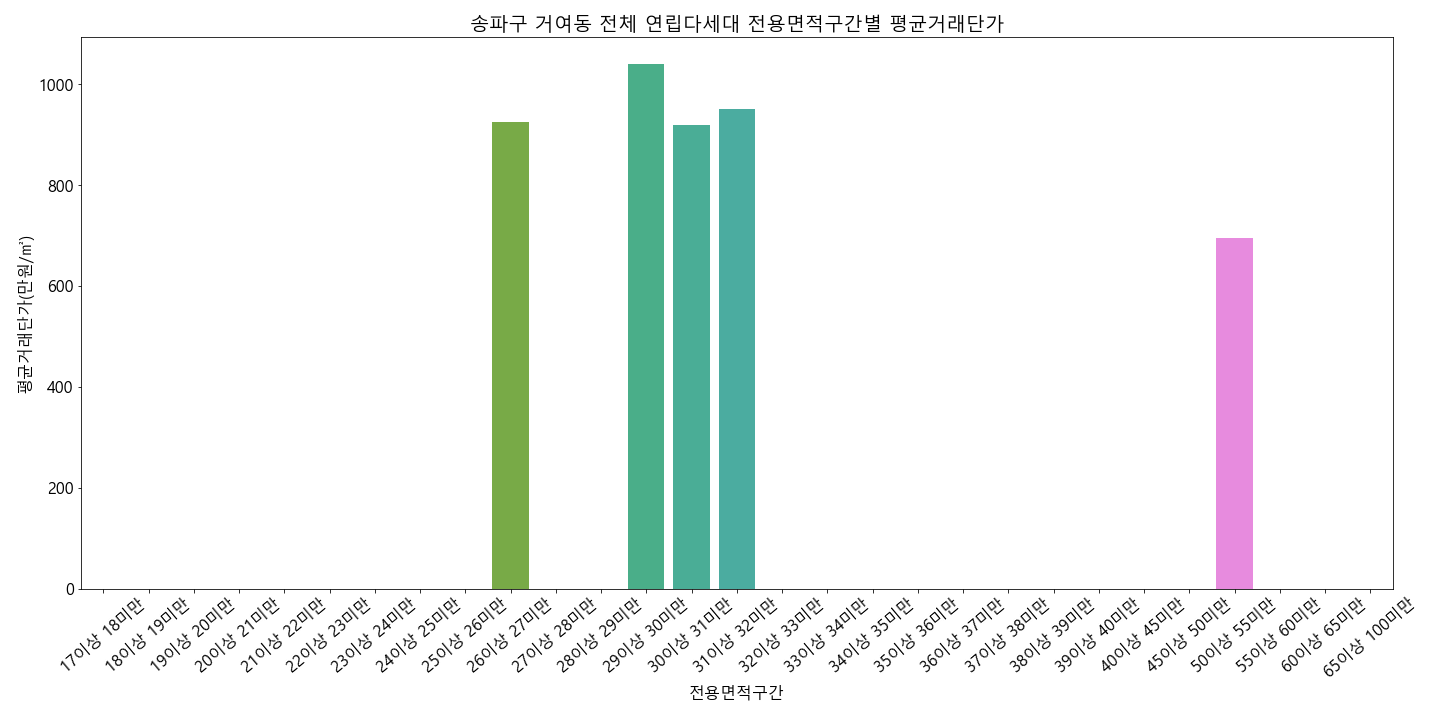 송파구 거여동 전체 연립다세대 전용면적구간별 평균거래단가
평균거래단가(만원/㎡)
1000
800
600
400
200
0
17이상 18미만
18이상 19미만
19이상 20미만
20이상 21미만
21이상 22미만
22이상 23미만
23이상 24미만
24이상 25미만
25이상 26미만
26이상 27미만
27이상 28미만
28이상 29미만
29이상 30미만
30이상 31미만
31이상 32미만
32이상 33미만
33이상 34미만
34이상 35미만
35이상 36미만
36이상 37미만
37이상 38미만
38이상 39미만
39이상 40미만
40이상 45미만
45이상 50미만
50이상 55미만
55이상 60미만
60이상 65미만
65이상 100미만
전용면적구간